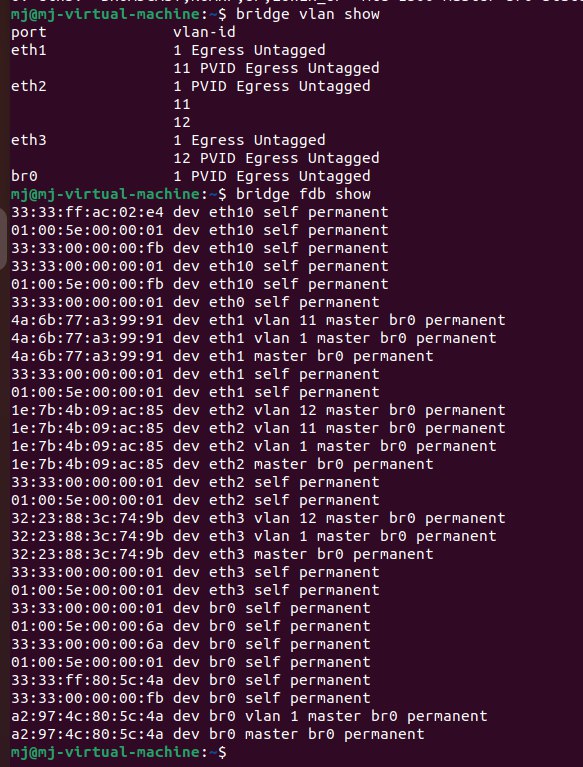 mj@mj-virtual-machine:~$ bridge vlan show
port vlan-id
eth1 1 Egress Untagged
11 PVID Egress Untagged
eth2 1 PVID Egress Untagged
11
12
eth3 1 Egress Untagged
12 PVID Egress Untagged
br0 1 PVID Egress Untagged
mj@mj-virtual-machine:~$ bridge fdb show
33:33:ff:ac:02:e4 dev eth10 self permanent
01:00:5e:00:00:01 dev eth10 self permanent
33:33:00:00:00:fb dev eth10 self permanent
33:33:00:00:00:01 dev eth10 self permanent
01:00:5e:00:00:fb dev eth10 self permanent
33:33:00:00:00:01 dev eth0 self permanent
4a:6b:77:a3:99:91 dev eth1 vlan 11 master br0 permanent
4a:6b:77:a3:99:91 dev eth1 vlan 1 master br0 permanent
4a:6b:77:a3:99:91 dev eth1 master br0 permanent
33:33:00:00:00:01 dev eth1 self permanent
01:00:5e:00:00:01 dev eth1 self permanent
1e:7b:4b:09:ac:85 dev eth2 vlan 12 master br0 permanent
1e:7b:4b:09:ac:85 dev eth2 vlan 11 master br0 permanent
1e:7b:4b:09:ac:85 dev eth2 vlan 1 master br0 permanent
1e:7b:4b:09:ac:85 dev eth2 master br0 permanent
33:33:00:00:00:01 dev eth2 self permanent
01:00:5e:00:00:01 dev eth2 self permanent
32:23:88:3c:74:9b dev eth3 vlan 12 master br0 permanent
32:23:88:3c:74:9b dev eth3 vlan 1 master br0 permanent
32:23:88:3c:74:9b dev eth3 master br0 permanent
33:33:00:00:00:01 dev eth3 self permanent
01:00:5e:00:00:01 dev eth3 self permanent
33:33:00:00:00:01 dev br0 self permanent
01:00:5e:00:00:6a dev br0 self permanent
33:33:00:00:00:6a dev br0 self permanent
01:00:5e:00:00:01 dev br0 self permanent
33:33:ff:80:5c:4a dev br0 self permanent
33:33:00:00:00:fb dev br0 self permanent
a2:97:4c:80:5c:4a dev br0 vlan 1 master br0 permanent
a2:97:4c:80:5c:4a dev br0 master br0 permanent
mj@mj-virtual-machine:~$